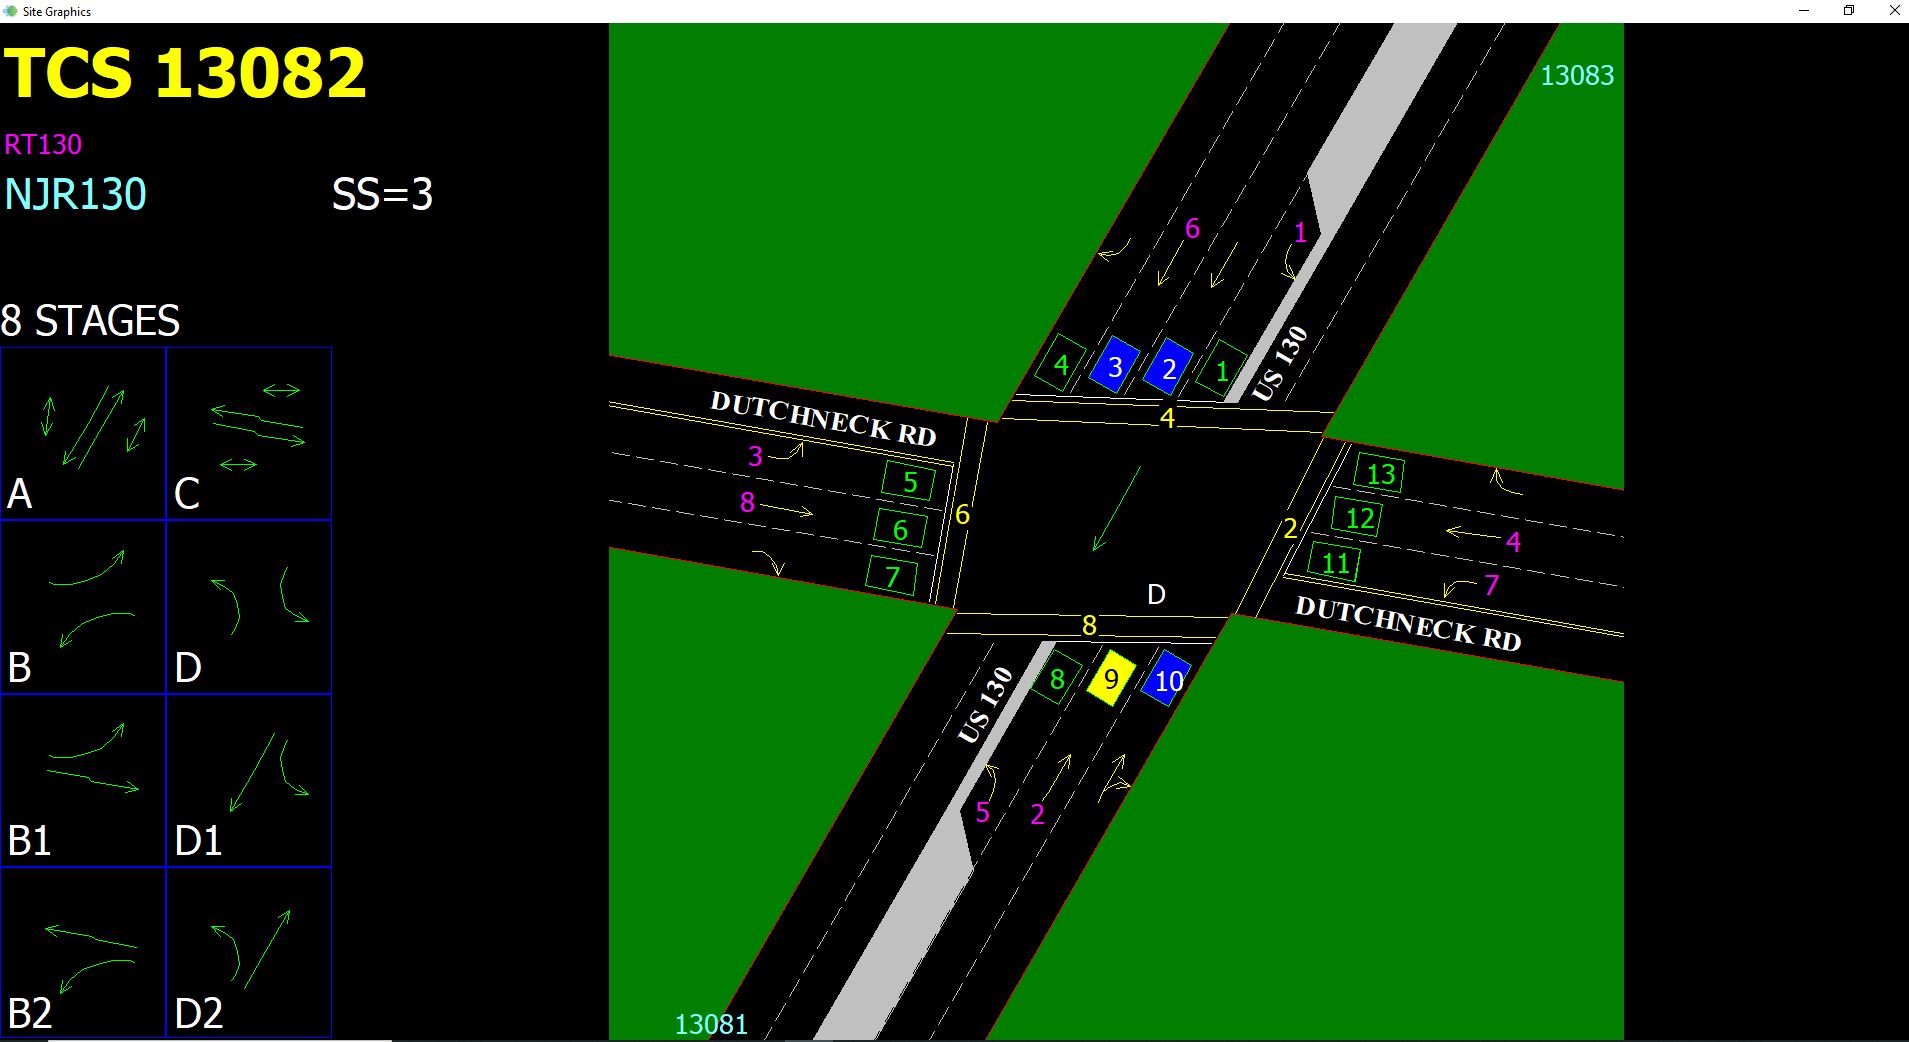 Site Graphics
TCS 13082
RT130
NJR130
SS=3
8 STAGES
A
C
B
D
B1
D1
B2
D2
13083
6
1
US 130
4
3
2
1
4
DUTCHNECK RD
3
8
5
6
7
6
13
12
11
2
4
7
DUTCHNECK RD
D
8
US 130
8
9
10
5
2
13081